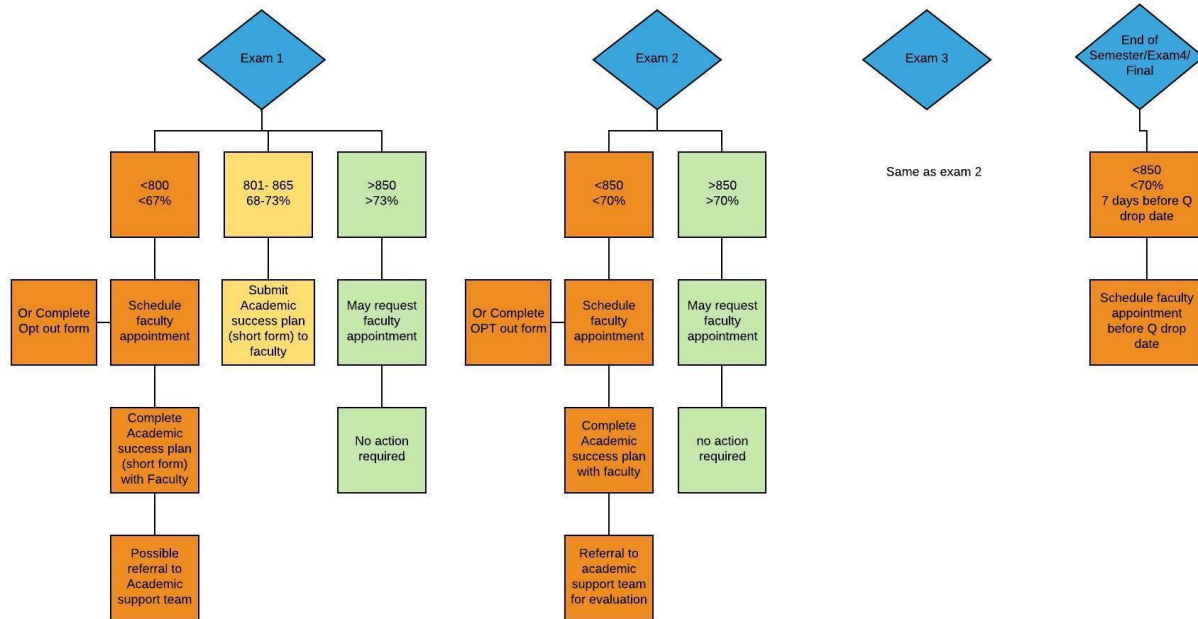 Exam 1
Exam 2
Exam 3
End of
Semester/Exam4/
Final
<800
<67%
801- 865
68-73%
>850
>73%
<850
<70%
>850
>70%
Same as exam 2
<850
<70%
7 days before Q
drop date
Or Complete
Opt out form
Schedule
faculty
appointment
Submit
Academic
success plan
(short form) to
faculty
May request
faculty
appointment
Or Complete
OPT out form
Schedule
faculty
appointment
May request
faculty
appointment
Schedule faculty
appointment
before Q drop
date
Complete
Academic
success plan
(short form)
with Faculty
No action
required
Complete
Academic
success plan
with faculty
no action
required
Possible
referral to
Academic
support team
Referral to
academic
support team
for evaluation